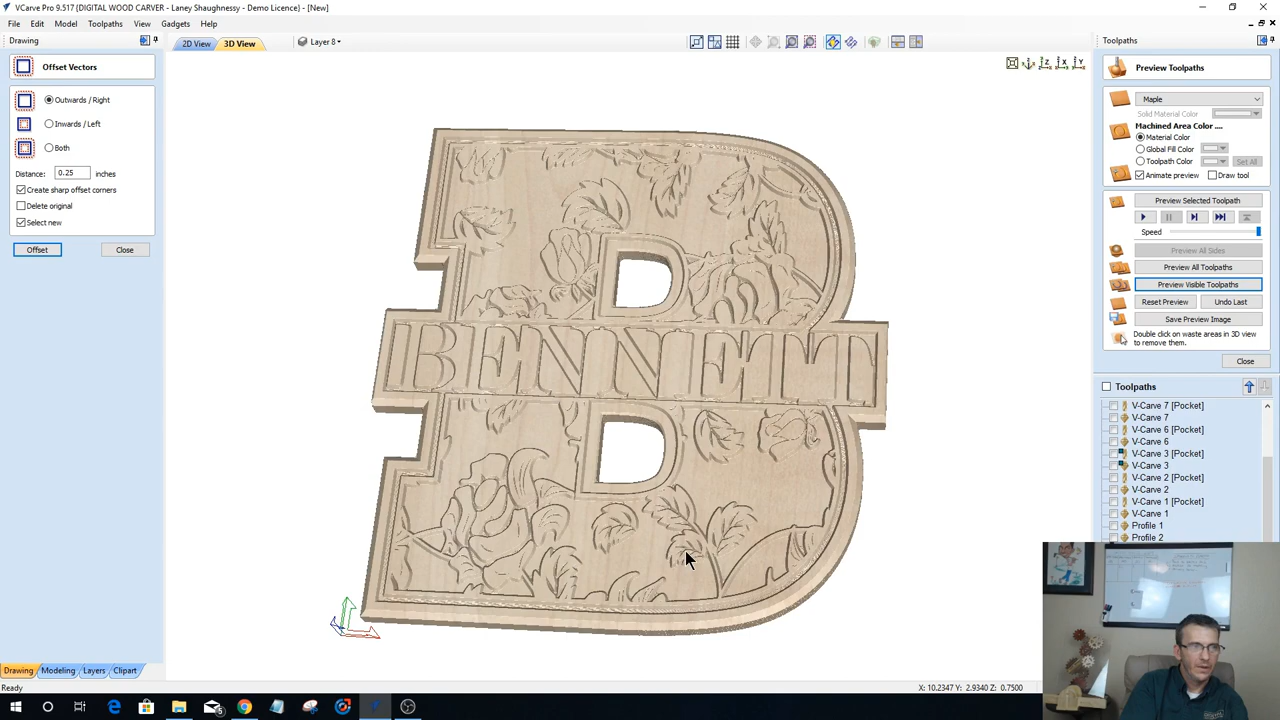 VCarve Pro 9.517 {DIGITAL WOOD CARVER - Laney Shaughnessy - Demo Licence} - [New]
File Edit Model Toolpaths View Gadgets Help
Drawing
2D View 3D View Layer 8
Toolpaths
Offset Vectors
Outwards / Right
Inwards / Left
Both
Distance: 0.25 inches
Create sharp offset corners
Delete original
Select new
Offset Close
Z X Y
BENNETT
Preview Toolpaths
Maple
Solid Material Color
Machined Area Color ....
Material Color
Global Fill Color
Toolpath Color Set All
Animate preview Draw tool
Preview Selected Toolpath
Speed
Preview All Sides
Preview All Toolpaths
Preview Visible Toolpaths
Reset Preview Undo Last
Save Preview Image
Double click on waste areas in 3D view
to remove them.
Close
Toolpaths
V-Carve 7 [Pocket]
V-Carve 7
V-Carve 6 [Pocket]
V-Carve 6
V-Carve 3 [Pocket]
V-Carve 3
V-Carve 2 [Pocket]
V-Carve 2
V-Carve 1 [Pocket]
V-Carve 1
Profile 1
Profile 2
Drawing Modeling Layers Clipart
Ready
X: 10.2347 Y: 2.9340 Z: 0.7500